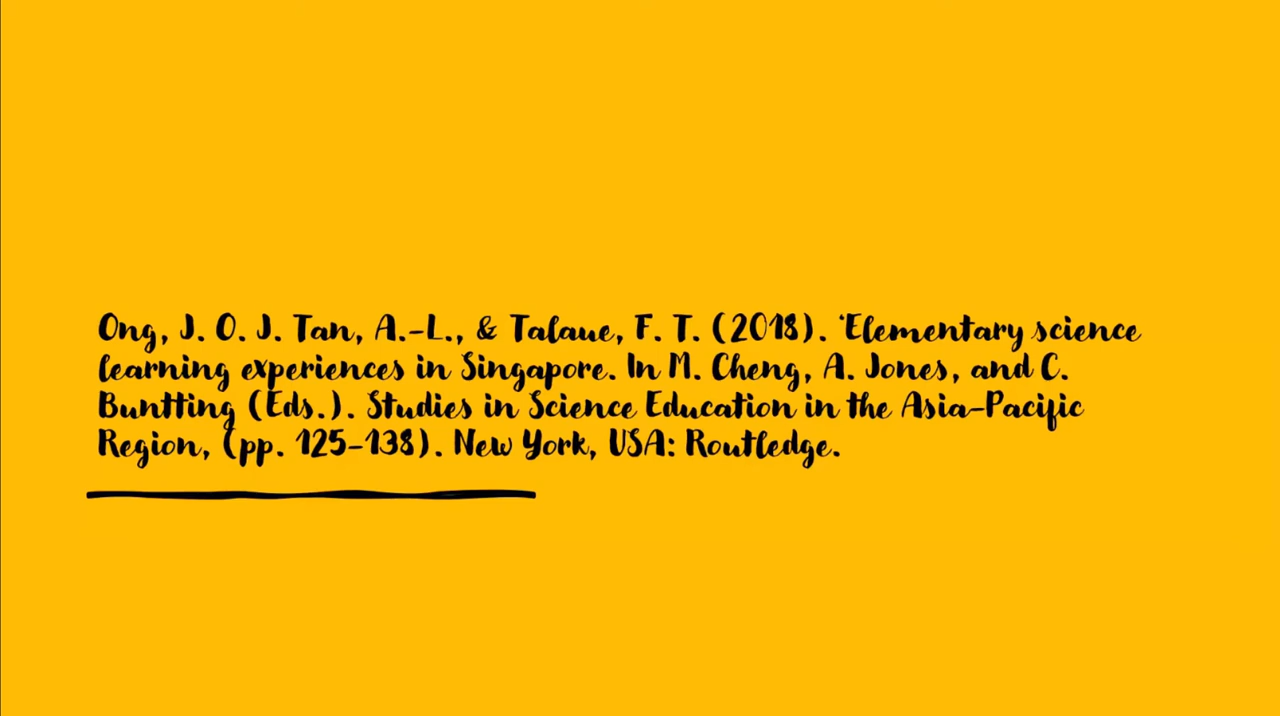 Ong, J. O. J. Tan, A.-L., & Talaue, F. T. (2018). 'Elementary science
learning experiences in Singapore. In M. Cheng, A. Jones, and C.
Buntting (Eds.). Studies in Science Education in the Asia-Pacific
Region, (pp. 125-138). New York, USA: Routledge.